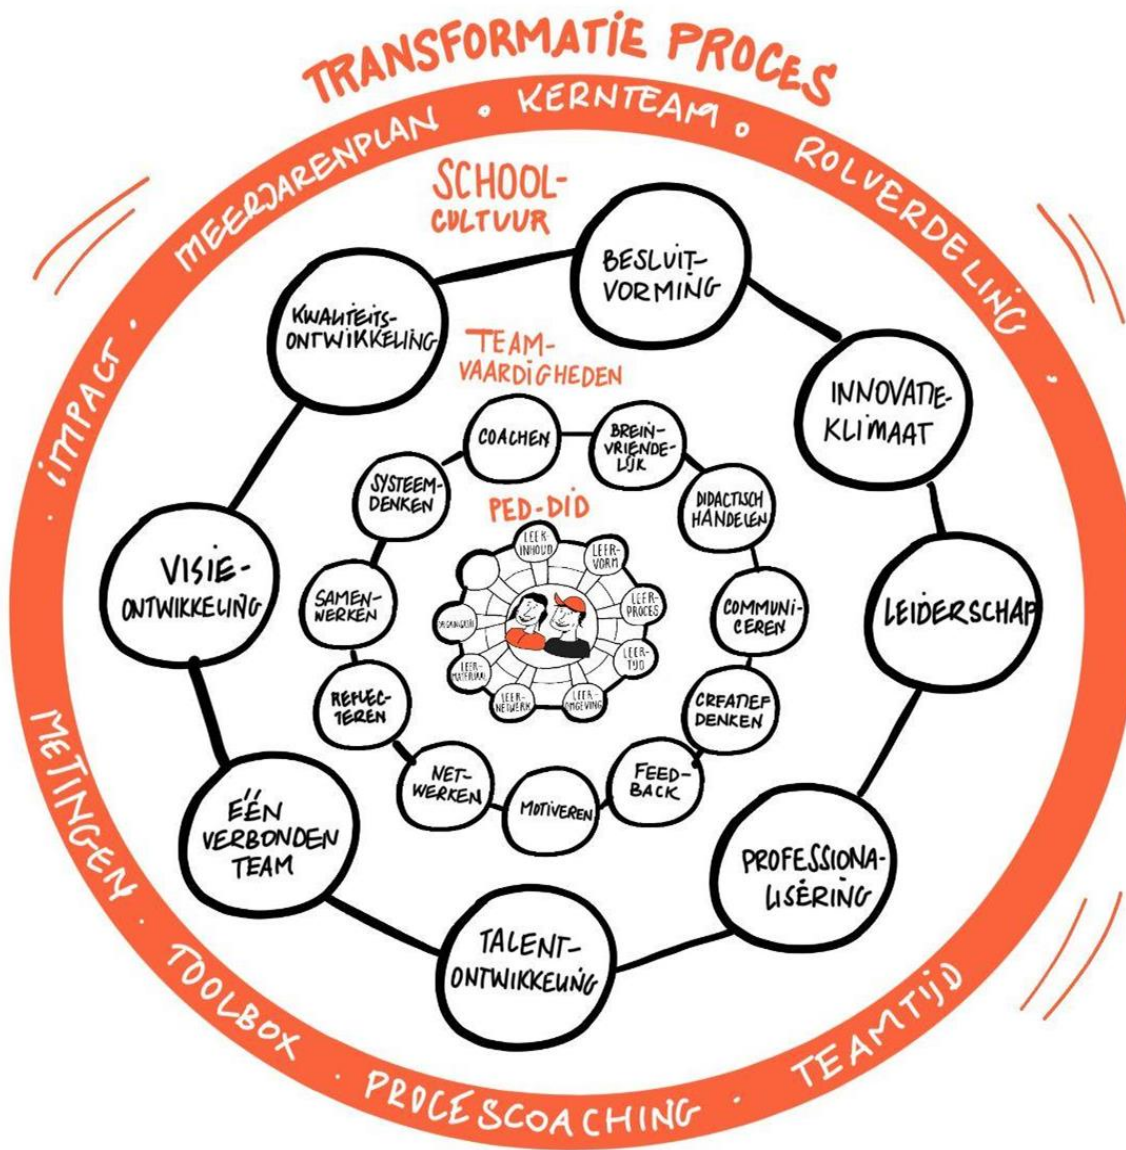 TRANSFORMATIE PROCES
MEERJARENPLAN · KERNTEAM · ROLVERDELING · TEAMTIJD · PROCESCOACHING · TOOLBOX · METINGEN · IMPACT ·
SCHOOL-
CULTUUR
BESLUIT-
VORMING
INNOVATIE-
KLIMAAT
LEIDERSCHAP
PROFESSIONA-
LISERING
TALENT-
ONTWIKKELING
EÉN
VERBONDEN
TEAM
VISIE-
ONTWIKKELING
KWALITEITS-
ONTWIKKELING
TEAM-
VAARDIGHEDEN
COACHEN
BREIN-
VRIENDE-
LIJK
DIDACTISCH
HANDELEN
COMMUNI-
CEREN
CREATIEF
DENKEN
FEED-
BACK
MOTIVEREN
NET-
WERKEN
REFLEC-
TEREN
SAMEN-
WERKEN
SYSTEEM-
DENKEN
PED-DID
LEER-
INHOUD
LEER-
VORM
LEER-
PROCES
LEER-
TIJD
LEER-
OMGEVING
LEER-
NETWERK
LEER-
MATERIAAL